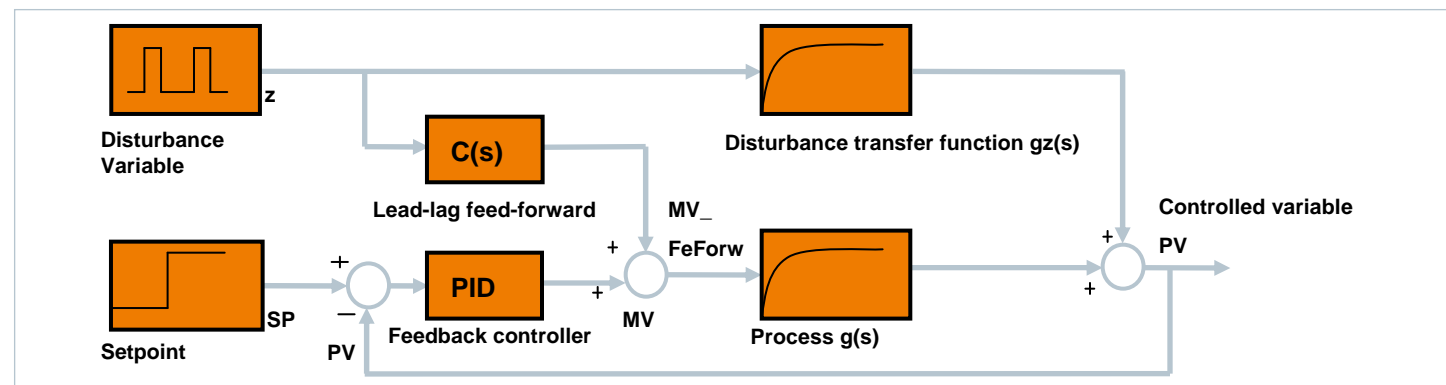 z
Disturbance
Variable
C(s)
Lead-lag feed-forward
Disturbance transfer function gz(s)
MV_
FeForw
Controlled variable
PV
+
+
+
+
+
−
PID
SP
Setpoint
PV
Feedback controller
MV
Process g(s)